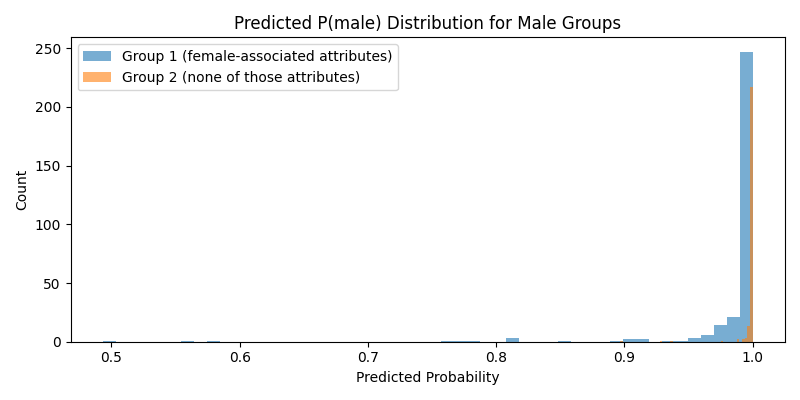 Predicted P(male) Distribution for Male Groups
Group 1 (female-associated attributes)
Group 2 (none of those attributes)
250
200
150
100
50
0
Count
0.5 0.6 0.7 0.8 0.9 1.0
Predicted Probability